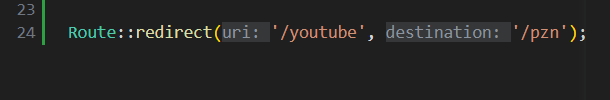 23
24 Route::redirect(uri: '/youtube', destination: '/pzn');